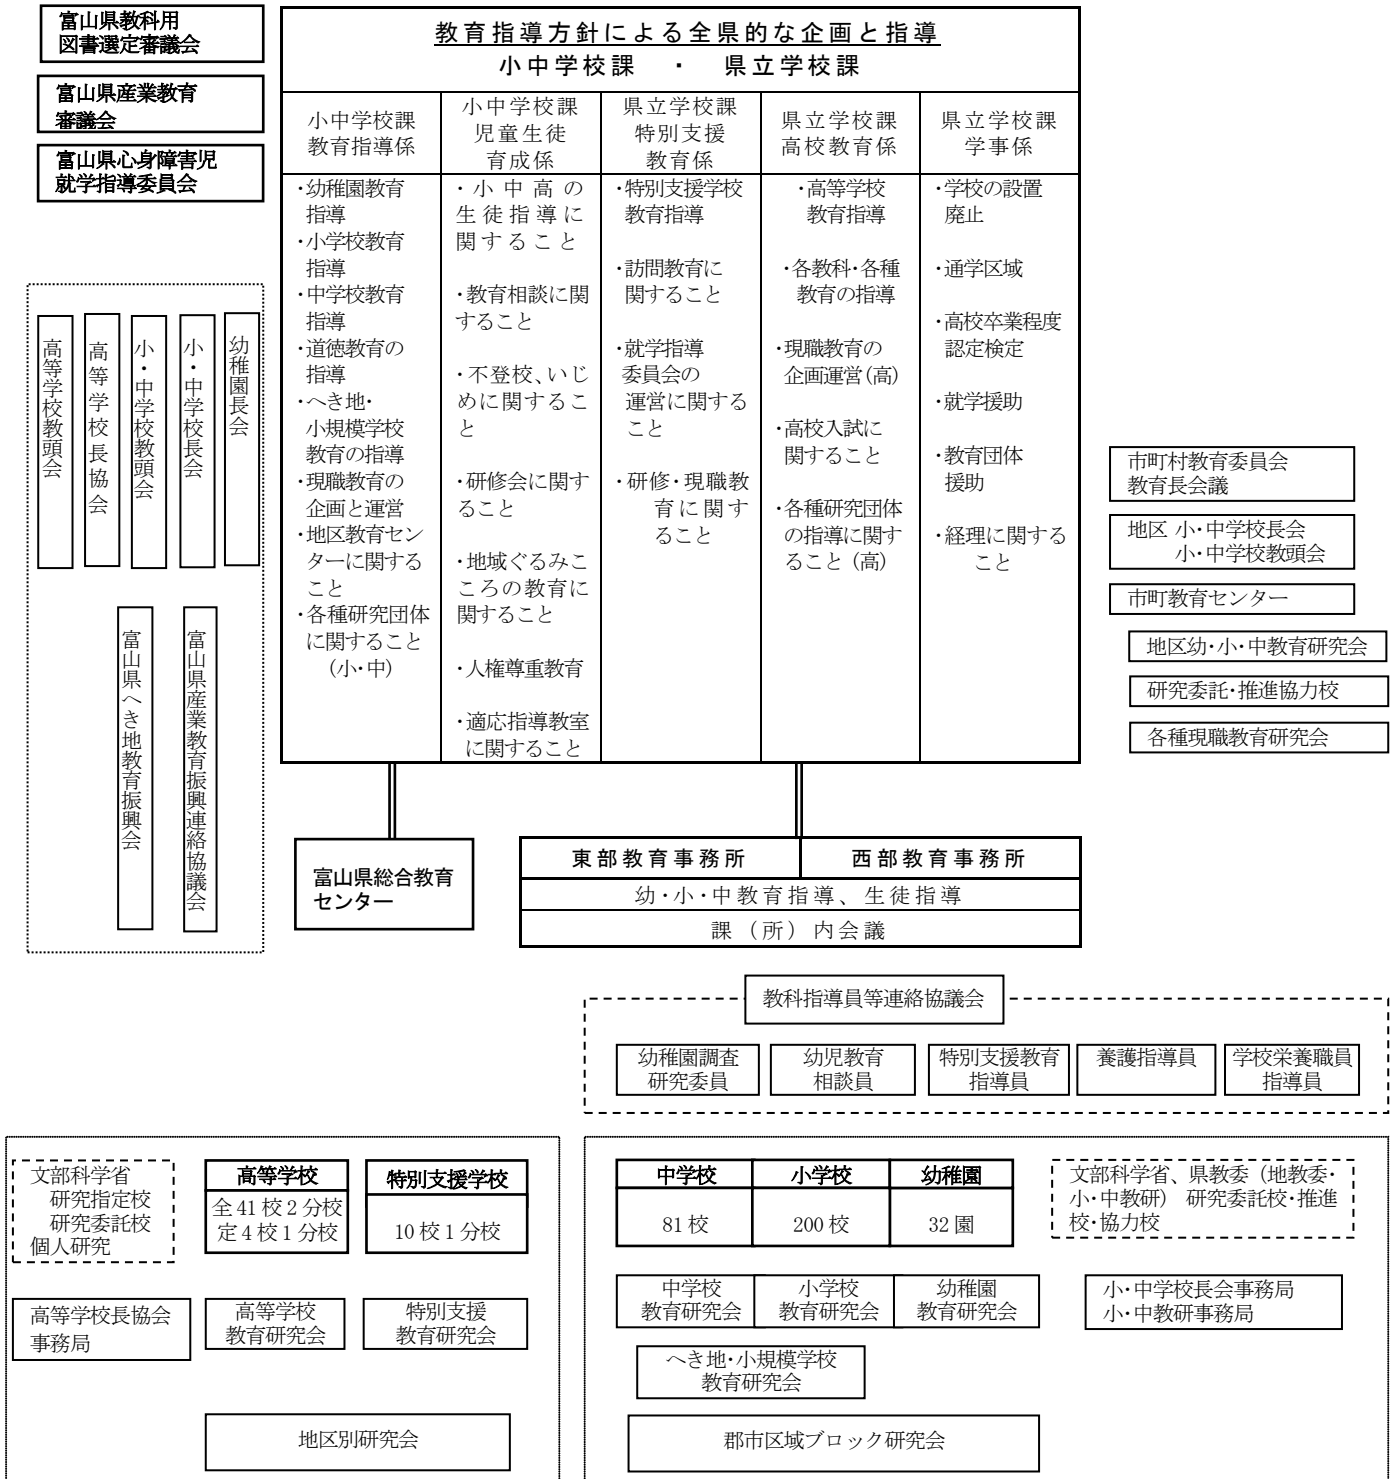 富山県教科用
図書選定審議会
富山県産業教育
審議会
富山県心身障害児
就学指導委員会
教育指導方針による全県的な企画と指導
小中学校課 ・ 県立学校課
小中学校課
教育指導係
小中学校課
児童生徒
育成係
県立学校課
特別支援
教育係
県立学校課
高校教育係
県立学校課
学事係
・幼稚園教育
指導
・小学校教育
指導
・中学校教育
指導
・道徳教育の
指導
・へき地・
小規模学校
教育の指導
・現職教育の
企画と運営
・地区教育セン
ターに関する
こと
・各種研究団体
に関すること
(小・中)
・小中高の
生徒指導に
関すること
・教育相談に関
すること
・不登校、いじ
めに関するこ
と
・研修会に関す
ること
・地域ぐるみこ
ころの教育に
関すること
・人権尊重教育
・適応指導教室
に関すること
・特別支援学校
教育指導
・訪問教育に
関すること
・就学指導
委員会の
運営に関する
こと
・研修・現職教
育に関す
ること
・高等学校
教育指導
・各教科・各種
教育の指導
・現職教育の
企画運営(高)
・高校入試に
関すること
・各種研究団体
の指導に関す
ること(高)
・学校の設置
廃止
・通学区域
・高校卒業程度
認定検定
・就学援助
・教育団体
援助
・経理に関する
こと
高等学校教頭会
高等学校長協会
小・中学校教頭会
小・中学校長会
幼稚園長会
富山県へき地教育振興会
富山県産業教育振興連絡協議会
市町村教育委員会
教育長会議
地区 小・中学校長会
小・中学校教頭会
市町教育センター
地区幼・小・中教育研究会
研究委託・推進協力校
各種現職教育研究会
富山県総合教育
センター
東部教育事務所
西部教育事務所
幼・小・中教育指導、生徒指導
課(所)内会議
教科指導員等連絡協議会
幼稚園調査
研究委員
幼児教育
相談員
特別支援教育
指導員
養護指導員
学校栄養職員
指導員
文部科学省
研究指定校
研究委託校
個人研究
高等学校
全41校2分校
定4校1分校
特別支援学校
10校1分校
高等学校長協会
事務局
高等学校
教育研究会
特別支援
教育研究会
地区別研究会
中学校
81校
小学校
200校
幼稚園
32園
文部科学省、県教委(地教委・
小・中教研) 研究委託校・推進
校・協力校
中学校
教育研究会
小学校
教育研究会
幼稚園
教育研究会
小・中学校長会事務局
小・中教研事務局
へき地・小規模学校
教育研究会
郡市区域ブロック研究会